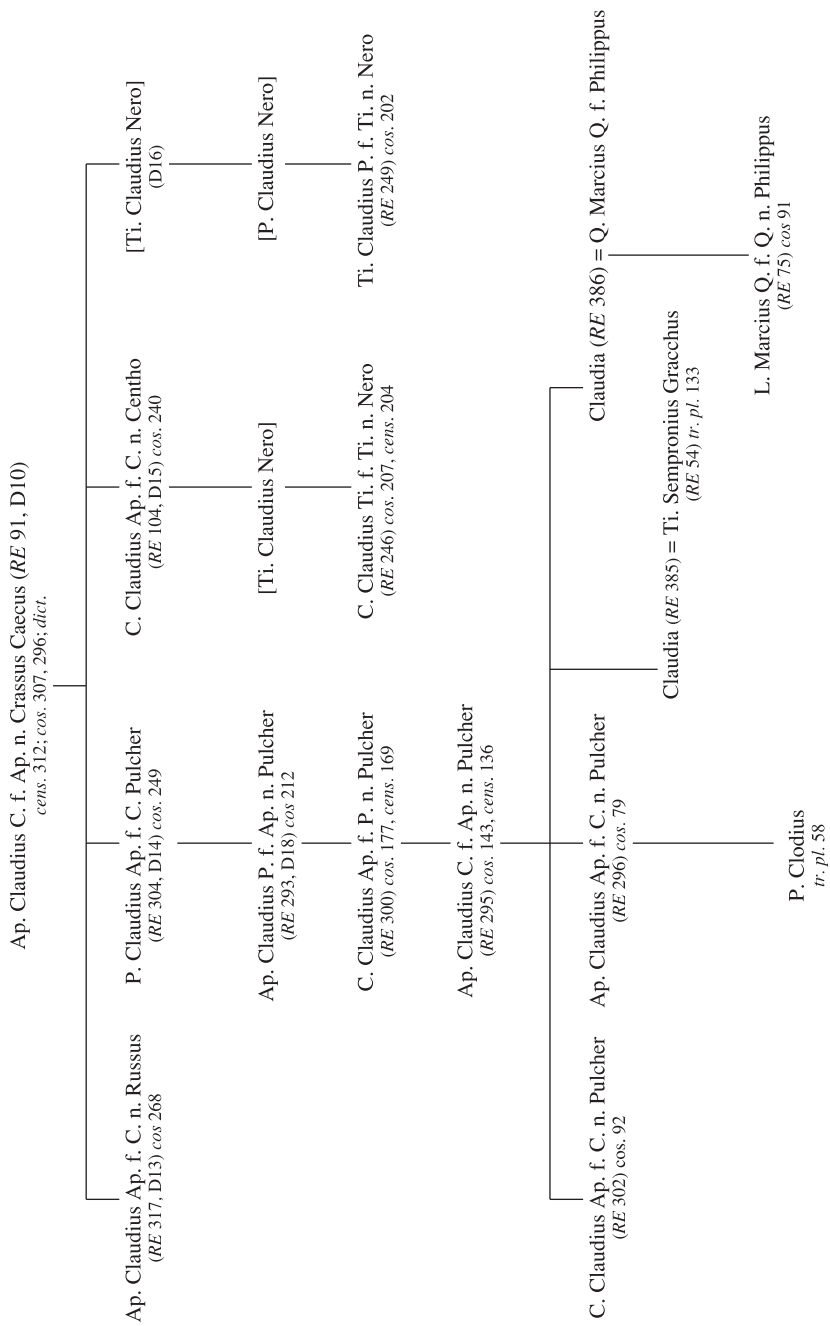 Ap. Claudius C. f. Ap. n. Crassus Caecus (RE 91, D10)
cens. 312; cos. 307, 296; dict.
Ap. Claudius Ap. f. C. n. Russus
(RE 317, D13) cos 268
P. Claudius Ap. f. C. Pulcher
(RE 304, D14) cos. 249
C. Claudius Ap. f. C. n. Centho
(RE 104, D15) cos. 240
[Ti. Claudius Nero]
(D16)
Ap. Claudius P. f. Ap. n. Pulcher
(RE 293, D18) cos 212
[Ti. Claudius Nero]
[P. Claudius Nero]
C. Claudius Ap. f. P. n. Pulcher
(RE 300) cos. 177, cens. 169
C. Claudius Ti. f. Ti. n. Nero
(RE 246) cos. 207, cens. 204
Ti. Claudius P. f. Ti. n. Nero
(RE 249) cos. 202
Ap. Claudius C. f. Ap. n. Pulcher
(RE 295) cos. 143, cens. 136
C. Claudius Ap. f. C. n. Pulcher
(RE 302) cos. 92
Ap. Claudius Ap. f. C. n. Pulcher
(RE 296) cos. 79
Claudia (RE 386) = Q. Marcius Q. f. Philippus
Claudia (RE 385) = Ti. Sempronius Gracchus
(RE 54) tr. pl. 133
L. Marcius Q. f. Q. n. Philippus
(RE 75) cos 91
P. Clodius
tr. pl. 58